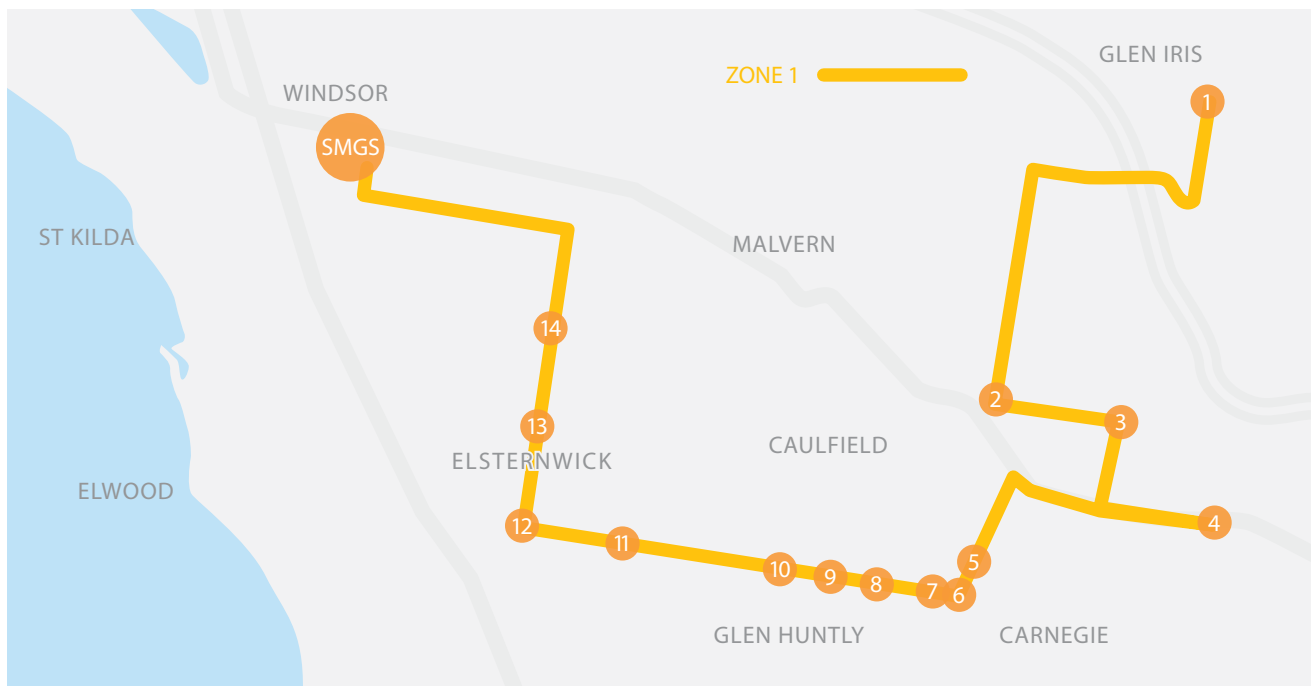 GLEN IRIS
ZONE 1
WINDSOR
1
SMGS
ST KILDA
MALVERN
14
2
3
13
CAULFIELD
ELSTERNWICK
ELWOOD
12
4
11
5
10
9
8
7
6
GLEN HUNTLY
CARNEGIE